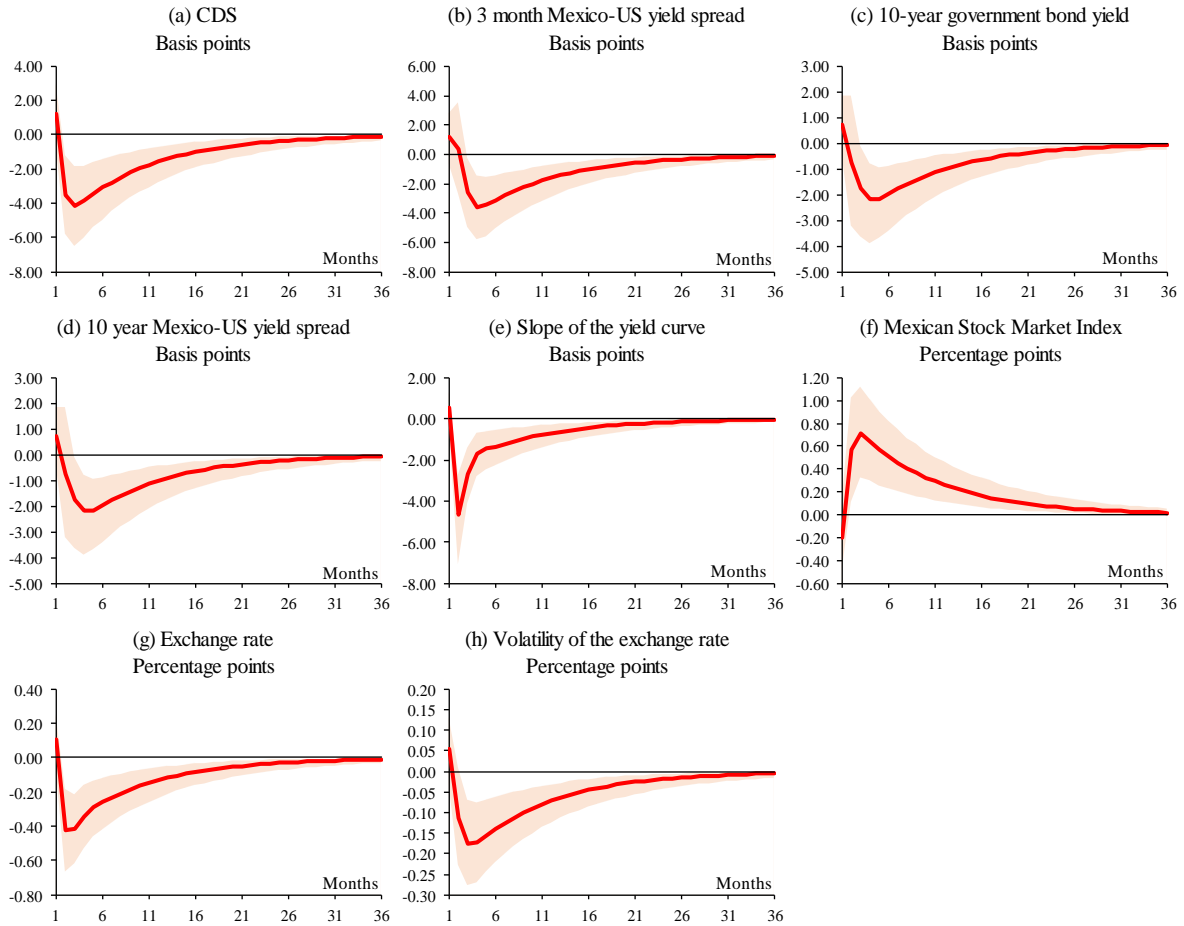 (a) CDS
Basis points
4.00
2.00
0.00
-2.00
-4.00
-6.00
-8.00
Months
1 6 11 16 21 26 31 36
(b) 3 month Mexico-US yield spread
Basis points
6.00
4.00
2.00
0.00
-2.00
-4.00
-6.00
-8.00
Months
1 6 11 16 21 26 31 36
(c) 10-year government bond yield
Basis points
3.00
2.00
1.00
0.00
-1.00
-2.00
-3.00
-4.00
-5.00
Months
1 6 11 16 21 26 31 36
(d) 10 year Mexico-US yield spread
Basis points
3.00
2.00
1.00
0.00
-1.00
-2.00
-3.00
-4.00
-5.00
Months
1 6 11 16 21 26 31 36
(e) Slope of the yield curve
Basis points
2.00
0.00
-2.00
-4.00
-6.00
-8.00
Months
1 6 11 16 21 26 31 36
(f) Mexican Stock Market Index
Percentage points
1.20
1.00
0.80
0.60
0.40
0.20
0.00
-0.20
-0.40
-0.60
Months
1 6 11 16 21 26 31 36
(g) Exchange rate
Percentage points
0.40
0.20
0.00
-0.20
-0.40
-0.60
-0.80
Months
1 6 11 16 21 26 31 36
(h) Volatility of the exchange rate
Percentage points
0.20
0.15
0.10
0.05
0.00
-0.05
-0.10
-0.15
-0.20
-0.25
-0.30
Months
1 6 11 16 21 26 31 36